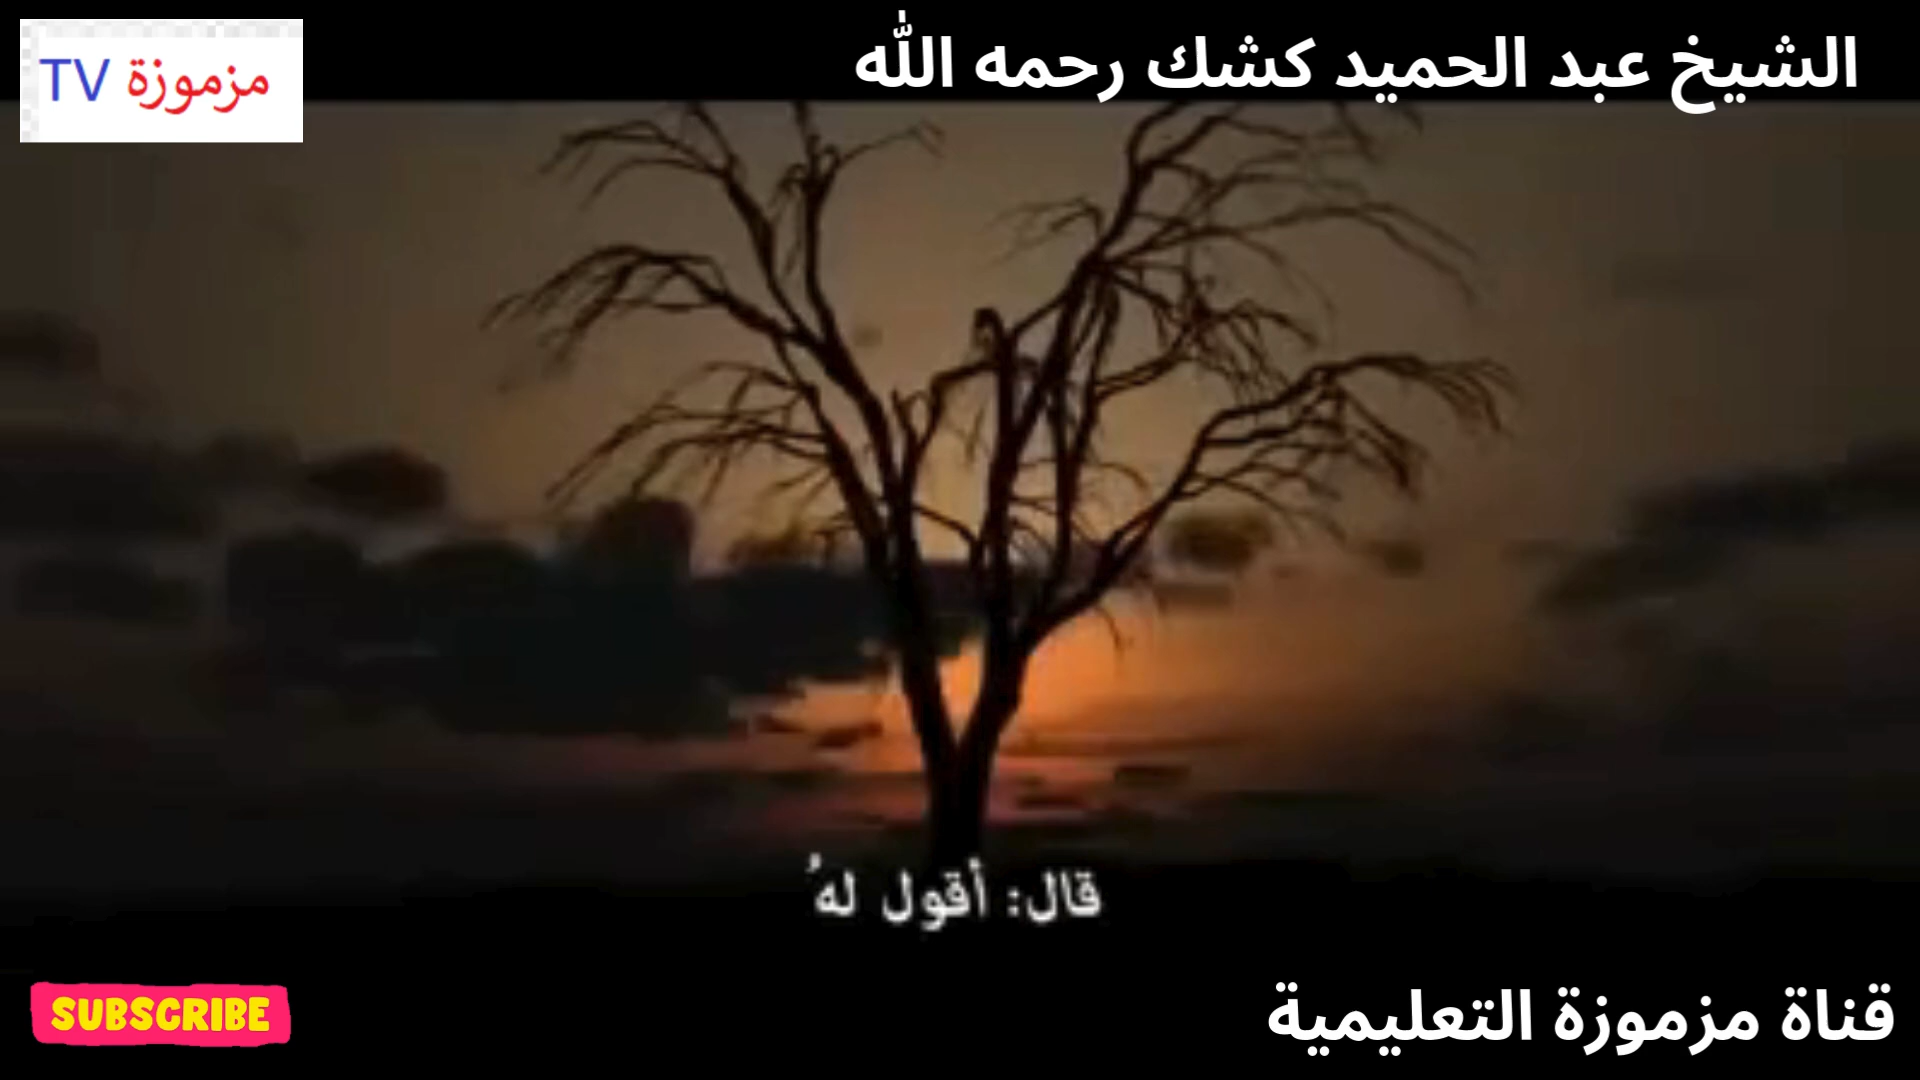 الشيخ عبد الحميد كشك رحمه الله
مزموزة TV
قال: أقول لهُ
SUBSCRIBE
قناة مزموزة التعليمية